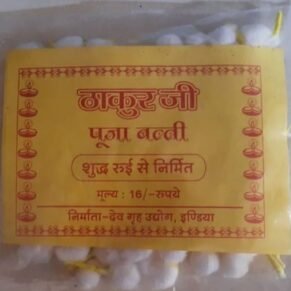 ठाकुर जी
पूजा बत्ती
शुद्ध रुई से निर्मित
मूल्य : 16/-रुपये
निर्माता-देव गृह उद्योग, इण्डिया